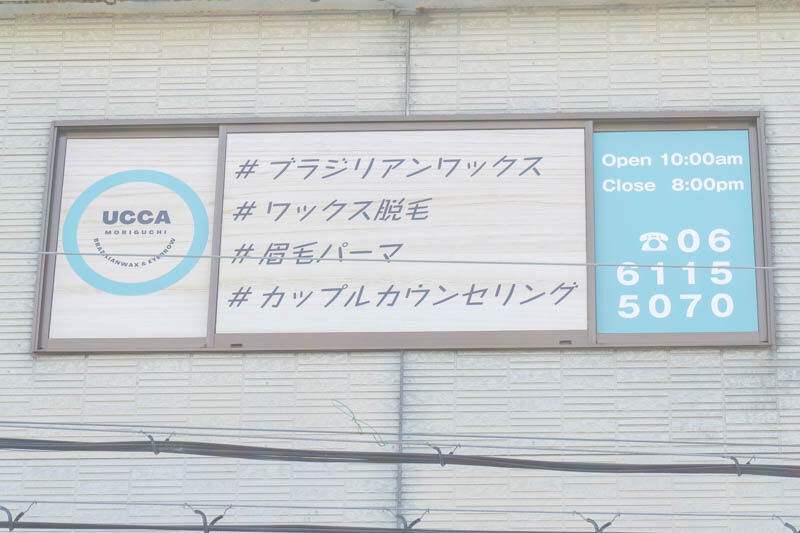 UCCA
MORIGUCHI
BRAZILIANWAX & EYEBROW
# ブラジリアンワックス
# ワックス脱毛
# 眉毛パーマ
# カップルカウンセリング
Open 10:00am
Close 8:00pm
☎06
6115
5070